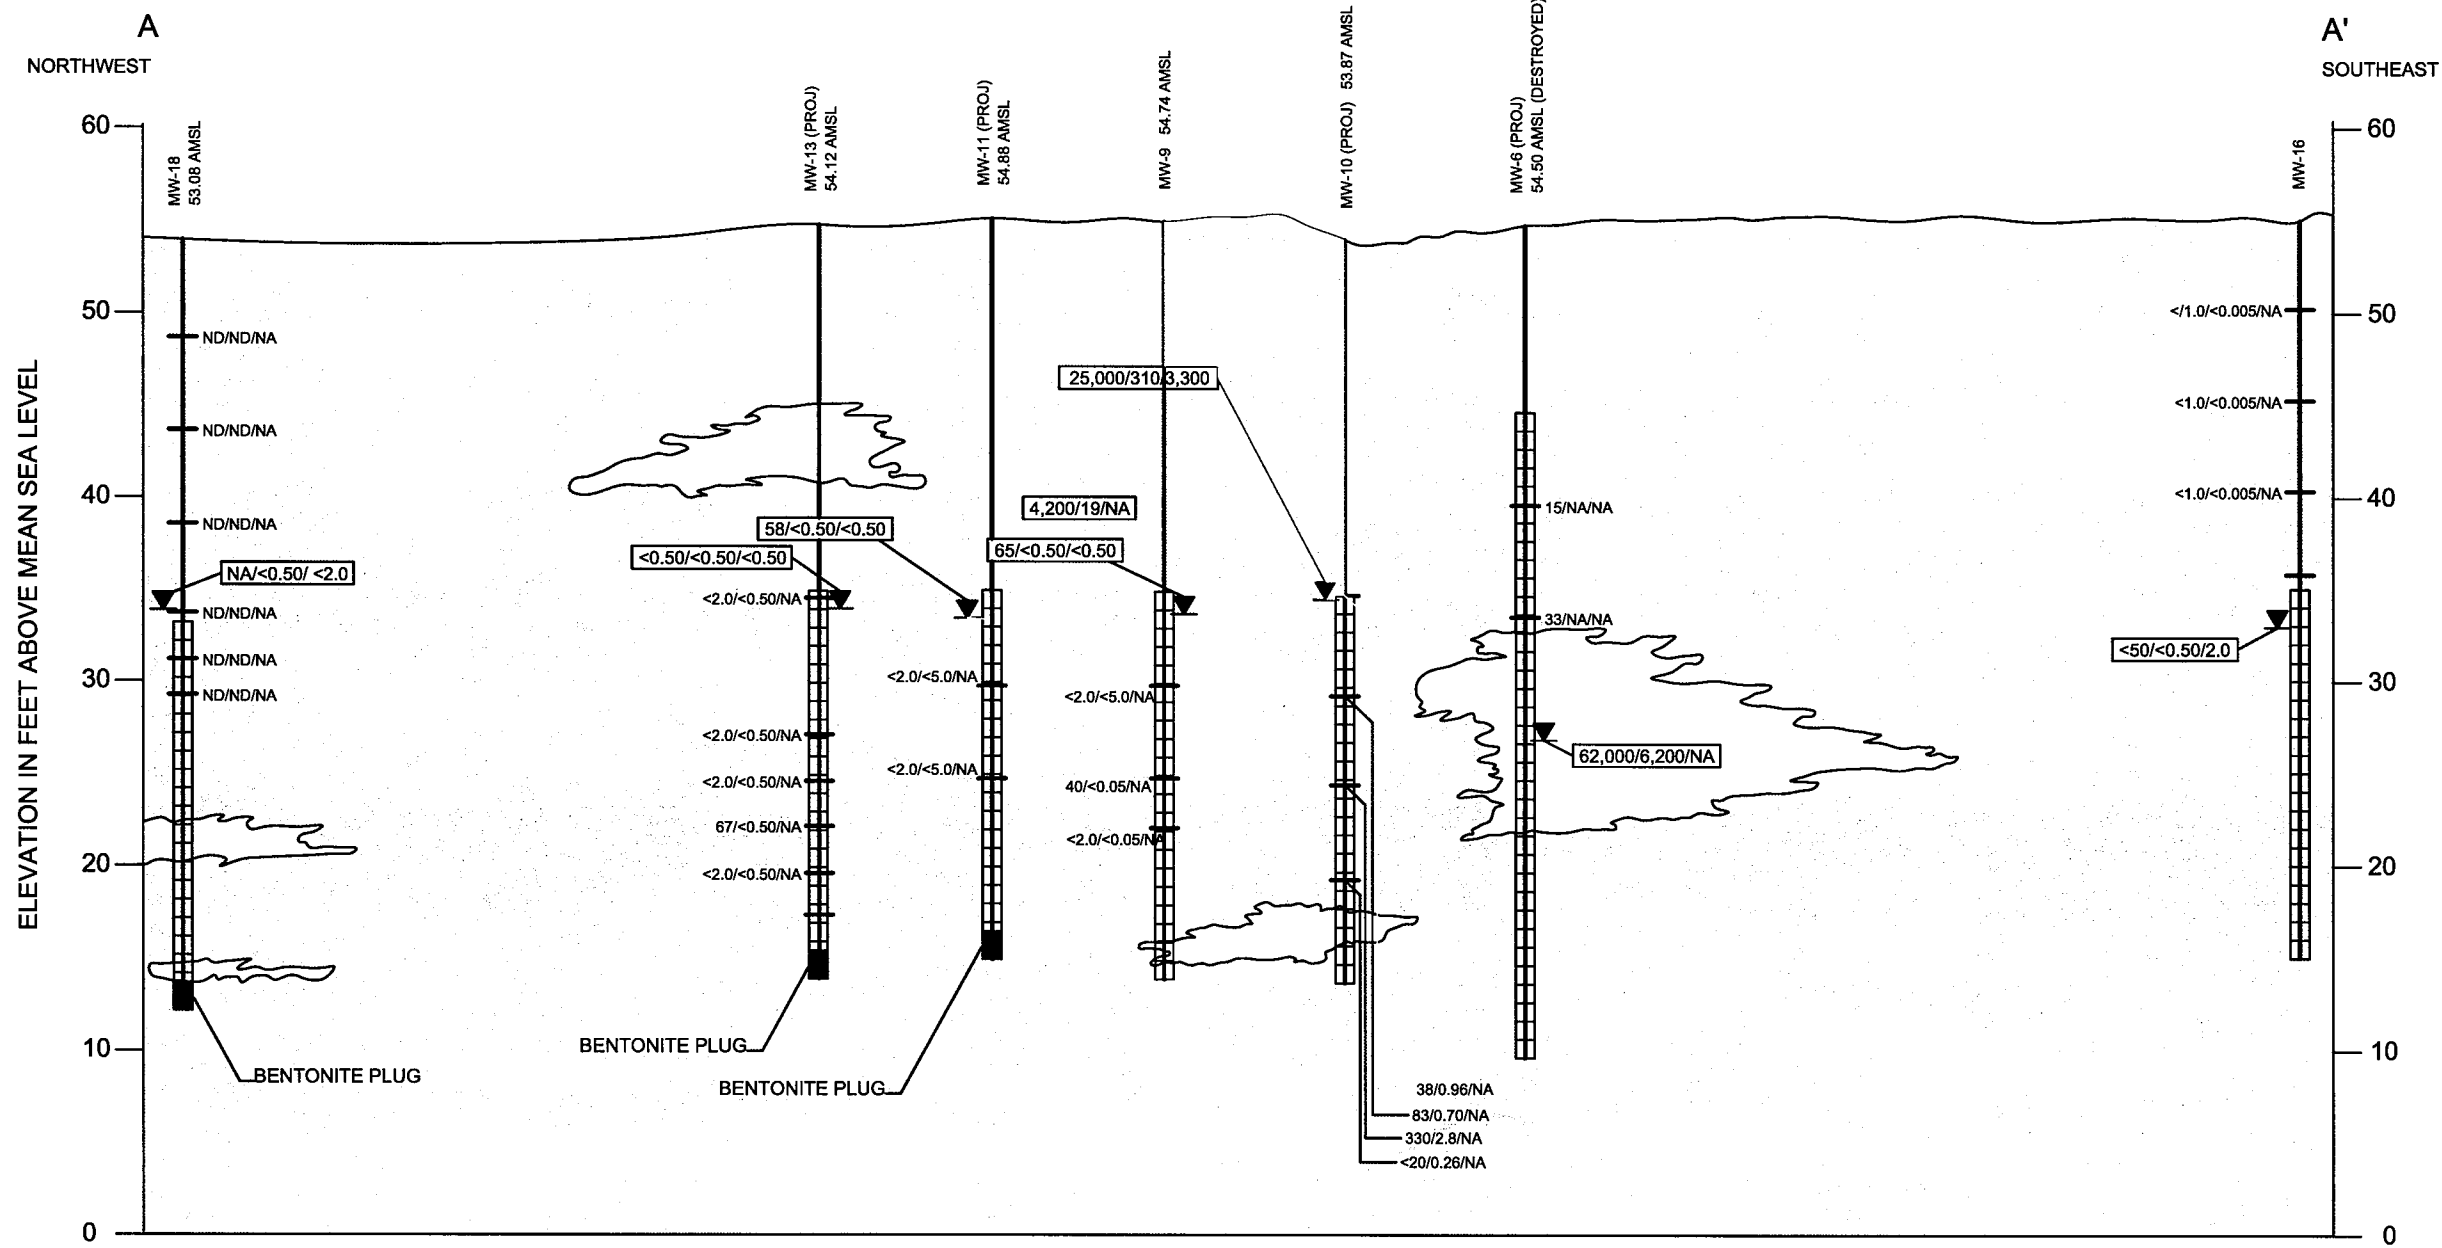 A
NORTHWEST
A'
SOUTHEAST
ELEVATION IN FEET ABOVE MEAN SEA LEVEL
60
50
40
30
20
10
0
MW-18
53.08 AMSL
ND/ND/NA
ND/ND/NA
ND/ND/NA
NA/<0.50/ <2.0
ND/ND/NA
ND/ND/NA
ND/ND/NA
BENTONITE PLUG
MW-13 (PROJ)
54.12 AMSL
<0.50/<0.50/<0.50
<2.0/<0.50/NA
<2.0/<0.50/NA
<2.0/<0.50/NA
67/<0.50/NA
<2.0/<0.50/NA
BENTONITE PLUG
MW-11 (PROJ)
54.88 AMSL
58/<0.50/<0.50
<2.0/<5.0/NA
<2.0/<5.0/NA
BENTONITE PLUG
MW-9 54.74 AMSL
4,200/19/NA
65/<0.50/<0.50
<2.0/<5.0/NA
40/<0.05/NA
<2.0/<0.05/NA
MW-10 (PROJ) 53.87 AMSL
25,000/310/3,300
38/0.96/NA
83/0.70/NA
330/2.8/NA
<20/0.26/NA
MW-6 (PROJ)
54.50 AMSL (DESTROYED)
15/NA/NA
33/NA/NA
62,000/6,200/NA
MW-16
</1.0/<0.005/NA
<1.0/<0.005/NA
<1.0/<0.005/NA
<50/<0.50/2.0
60
50
40
30
20
10
0